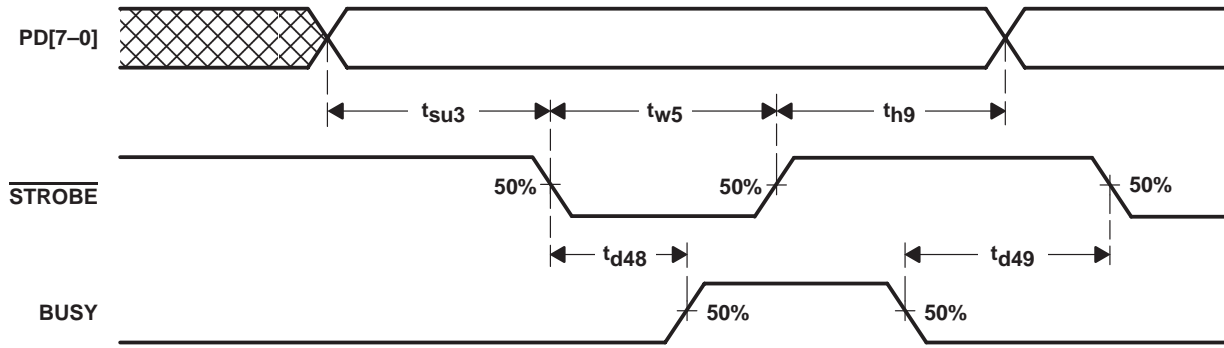 PD[7–0]
tsu3 tw5 th9
STROBE 50% 50% 50%
td48 td49
BUSY 50% 50%